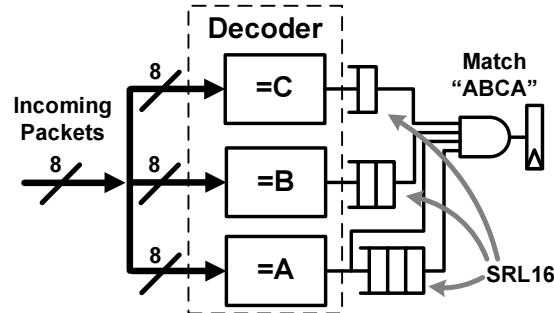 Decoder
8
=C
Match
"ABCA"
Incoming
Packets
8
8
=B
8
=A
SRL16